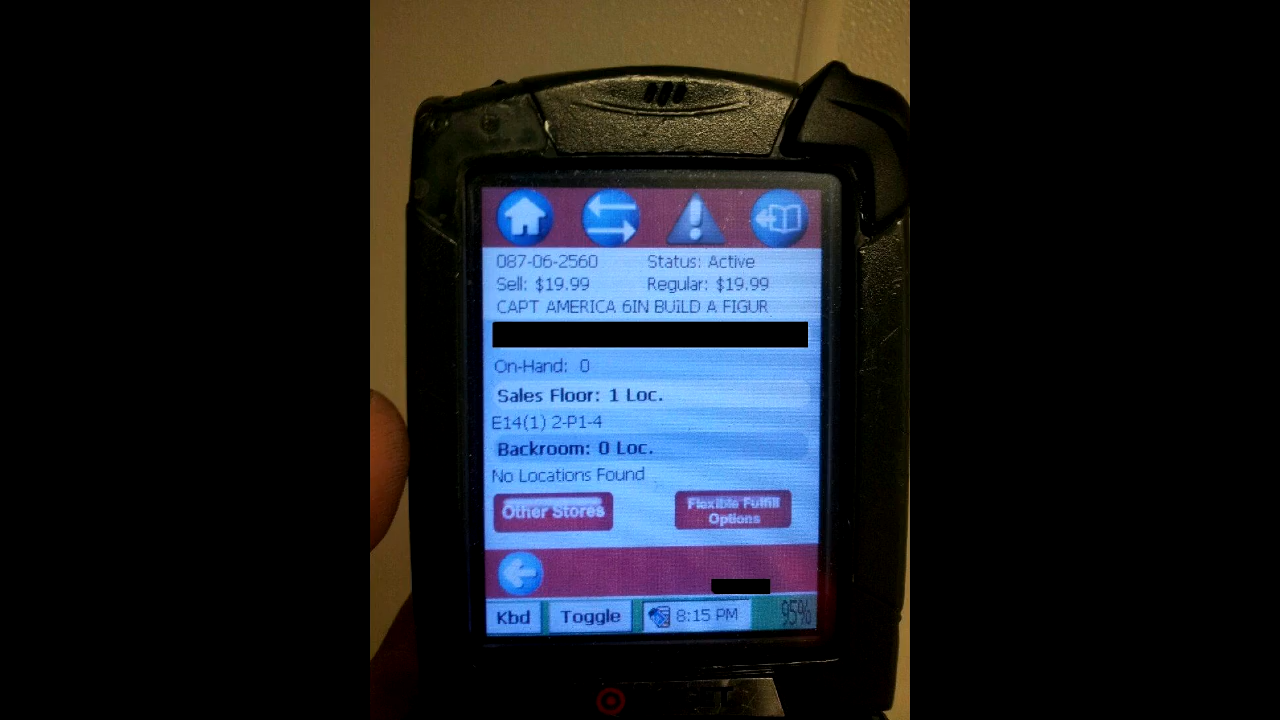 087-06-2560 Status: Active
Sell: $19.99 Regular: $19.99
CAPT AMERICA 6IN BUiLD A FIGUR
On-Hand: 0
Sales Floor: 1 Loc.
E14(1) 2-P1-4
Backroom: 0 Loc.
No Locations Found
Other Stores Flexible Fulfill
Options
Kbd Toggle 8:15 PM 95%